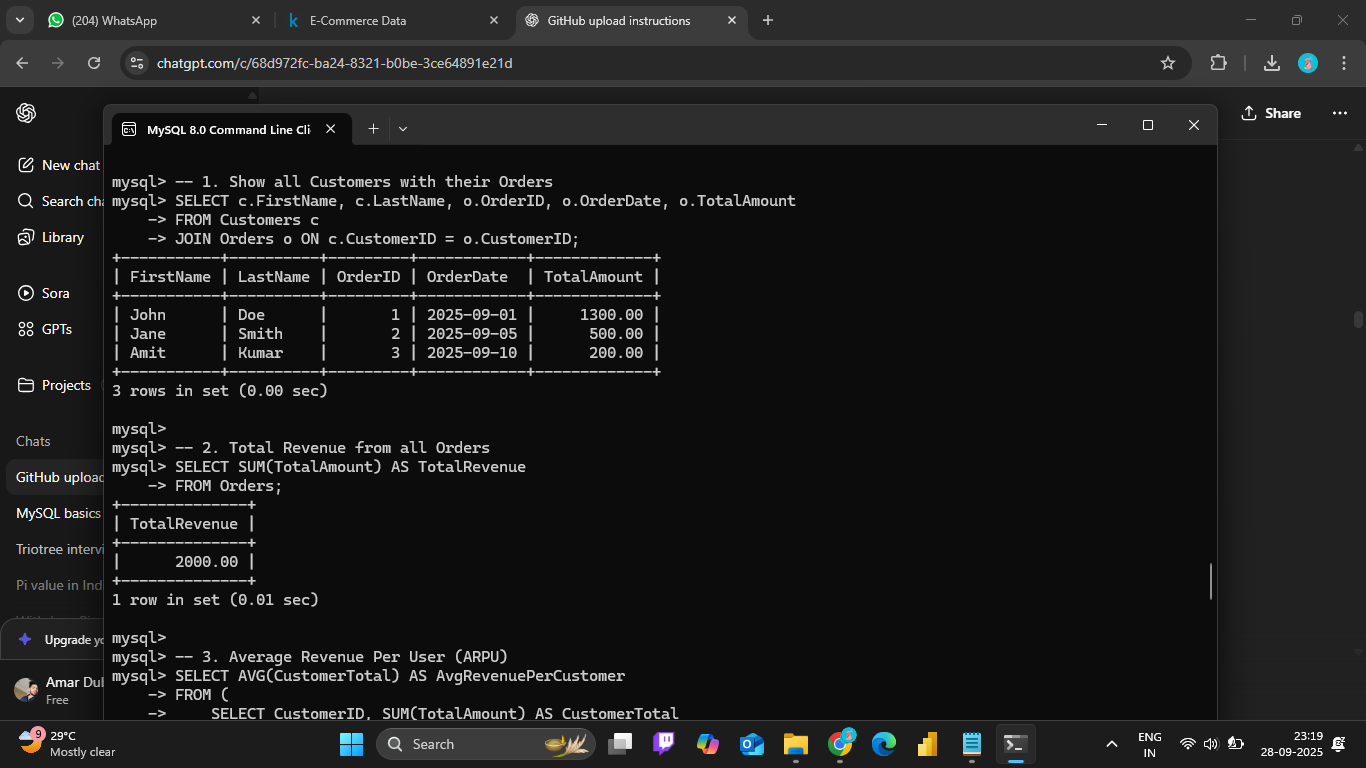 (204) WhatsApp
E-Commerce Data
GitHub upload instructions
chatgpt.com/c/68d972fc-ba24-8321-b0be-3ce64891e21d
Share
MySQL 8.0 Command Line Cli
New chat
Search cha
Library
Sora
GPTs
Projects
Chats
GitHub upload
MySQL basics
Triotree intervi
Pi value in Indi
Upgrade yo
Amar Dub
Free
mysql> -- 1. Show all Customers with their Orders
mysql> SELECT c.FirstName, c.LastName, o.OrderID, o.OrderDate, o.TotalAmount
    -> FROM Customers c
    -> JOIN Orders o ON c.CustomerID = o.CustomerID;
+-----------+----------+---------+------------+-------------+
| FirstName | LastName | OrderID | OrderDate  | TotalAmount |
+-----------+----------+---------+------------+-------------+
| John      | Doe      |       1 | 2025-09-01 |     1300.00 |
| Jane      | Smith    |       2 | 2025-09-05 |      500.00 |
| Amit      | Kumar    |       3 | 2025-09-10 |      200.00 |
+-----------+----------+---------+------------+-------------+
3 rows in set (0.00 sec)
mysql>
mysql> -- 2. Total Revenue from all Orders
mysql> SELECT SUM(TotalAmount) AS TotalRevenue
    -> FROM Orders;
+--------------+
| TotalRevenue |
+--------------+
|      2000.00 |
+--------------+
1 row in set (0.01 sec)
mysql>
mysql> -- 3. Average Revenue Per User (ARPU)
mysql> SELECT AVG(CustomerTotal) AS AvgRevenuePerCustomer
    -> FROM (
    ->     SELECT CustomerID, SUM(TotalAmount) AS CustomerTotal
9
29°C
Mostly clear
Search
ENG
IN
23:19
28-09-2025